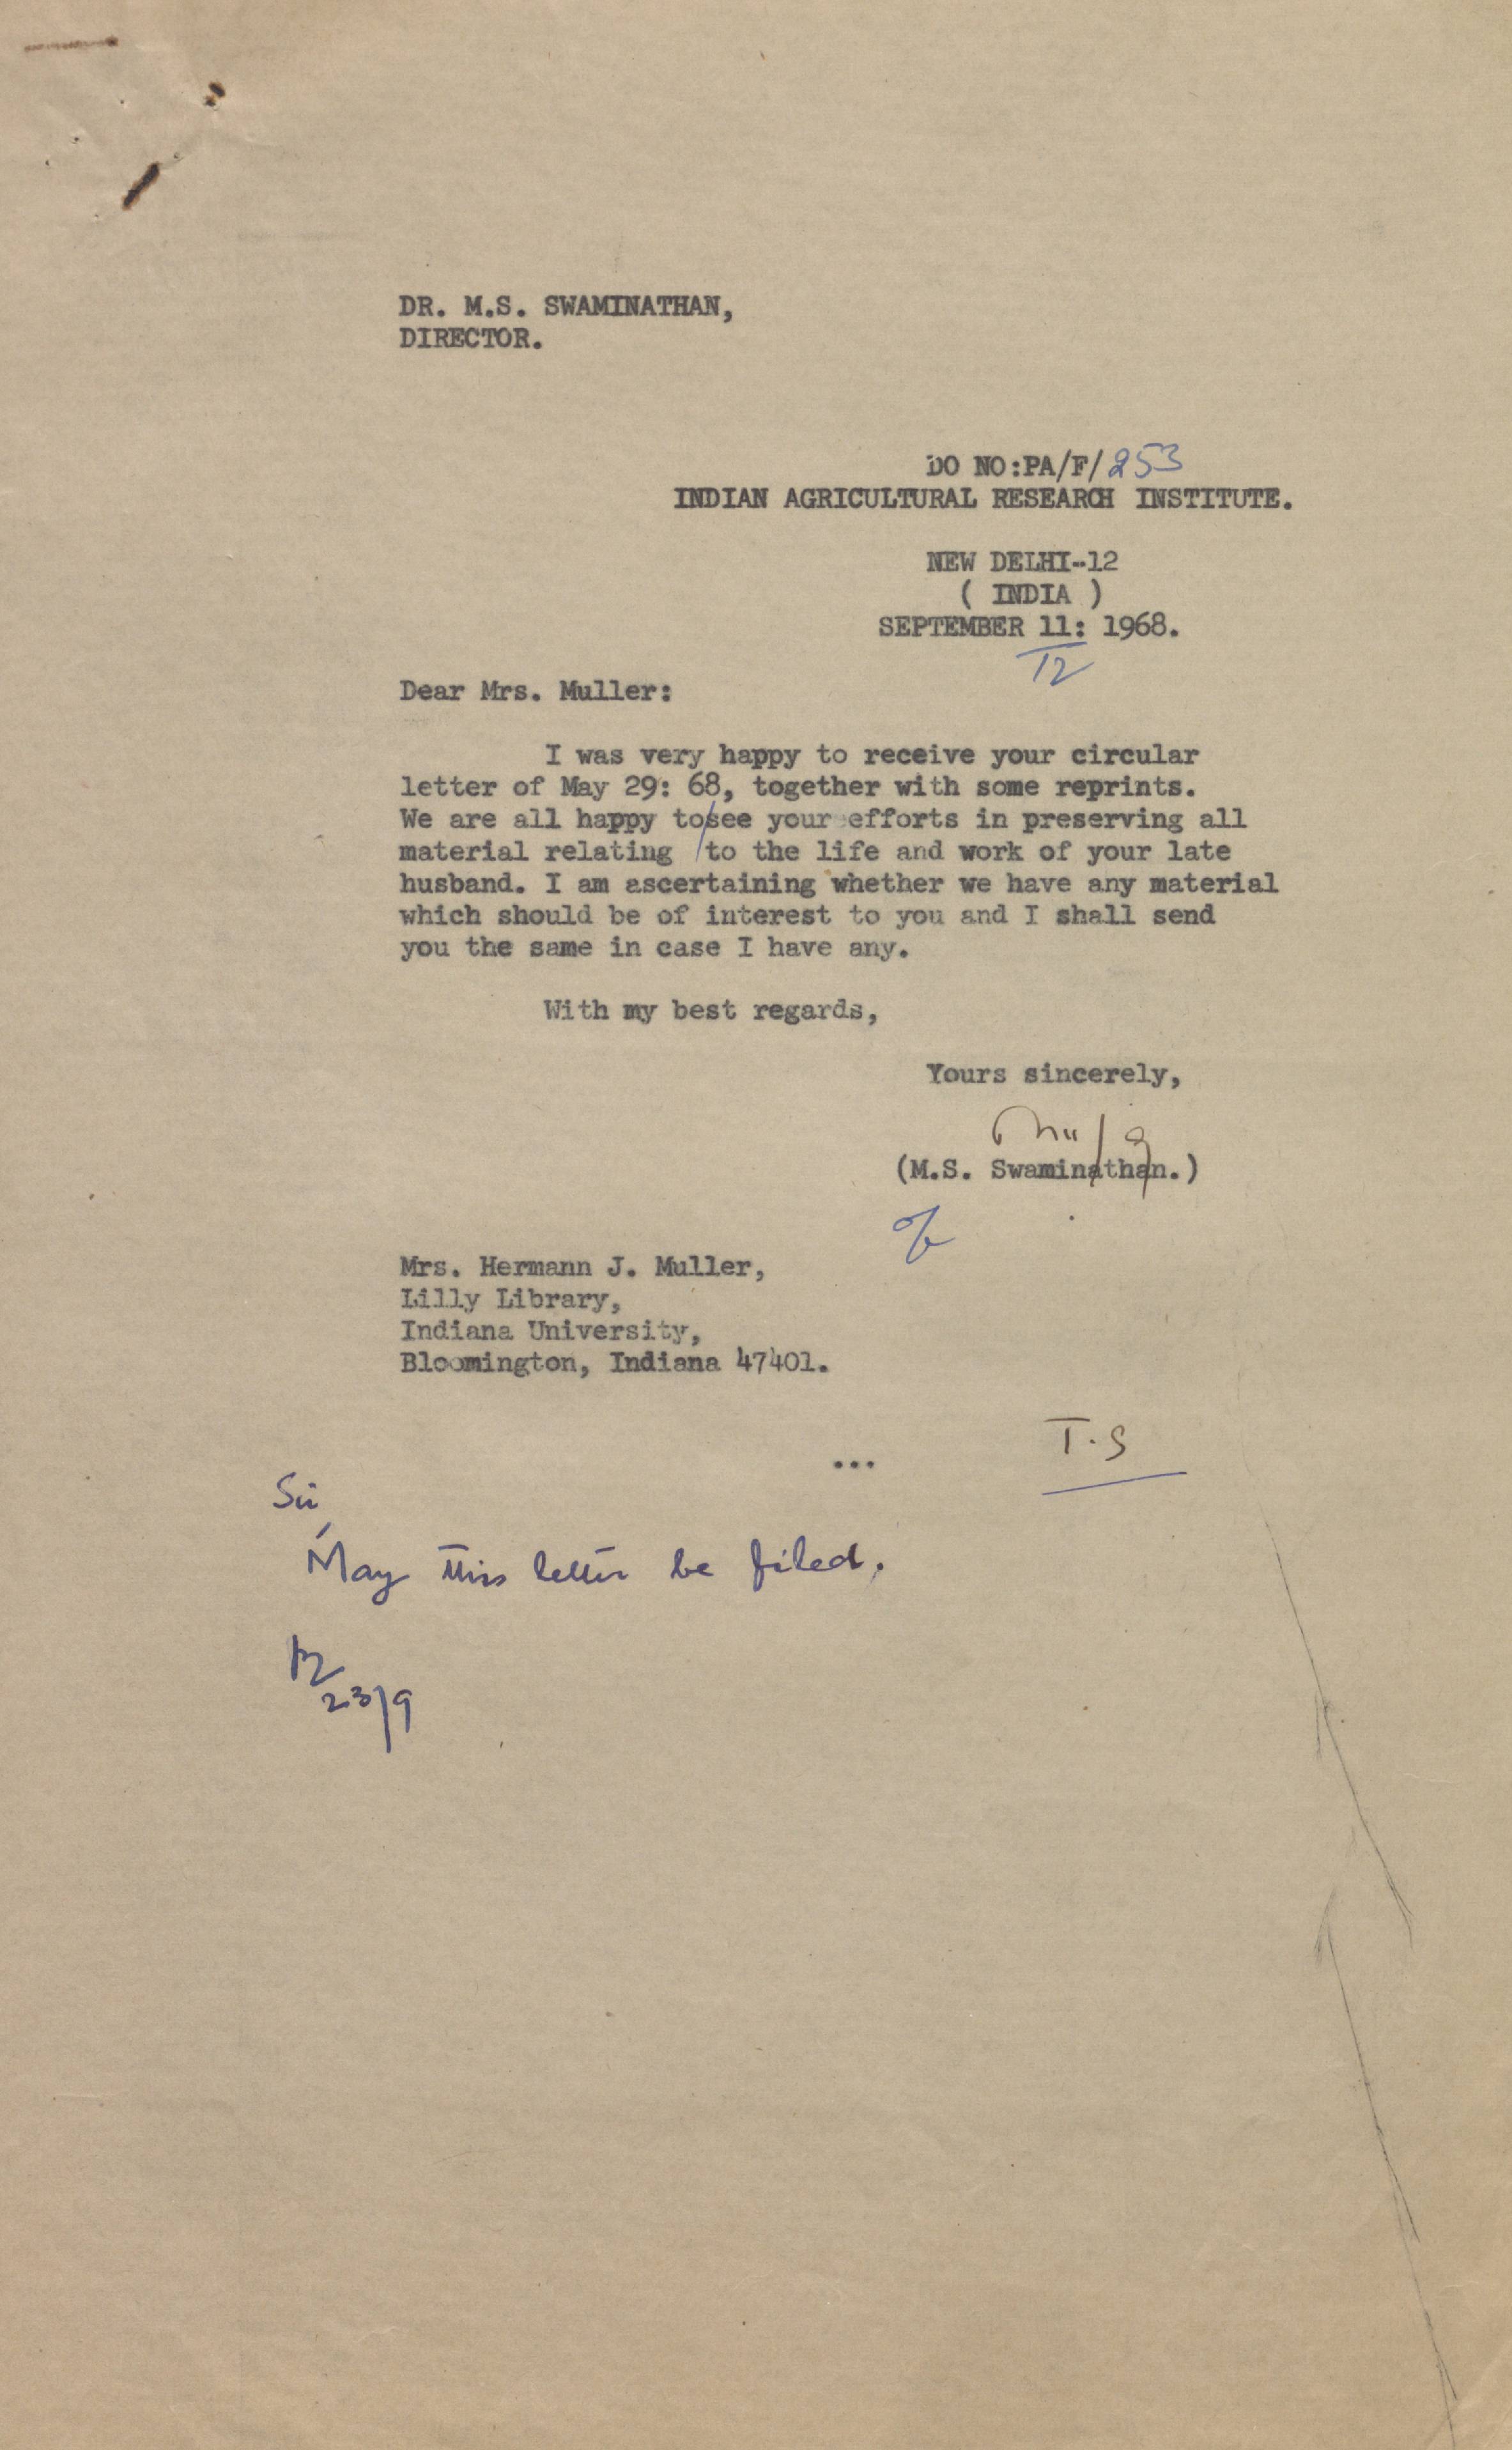 DR. M.S. SWAMINATHAN,
DIRECTOR.
DO NO:PA/F/253
INDIAN AGRICULTURAL RESEARCH INSTITUTE.
NEW DELHI-12
( INDIA )
SEPTEMBER 11: 1968.
12
Dear Mrs. Muller:
I was very happy to receive your circular
letter of May 29: 68, together with some reprints.
We are all happy to/see your efforts in preserving all
material relating /to the life and work of your late
husband. I am ascertaining whether we have any material
which should be of interest to you and I shall send
you the same in case I have any.
With my best regards,
Yours sincerely,
(M.S. Swaminathan.)
Mrs. Hermann J. Muller,
Lilly Library,
Indiana University,
Bloomington, Indiana 47401.
...
T.S
Sir,
May this letter be filed.
23/9